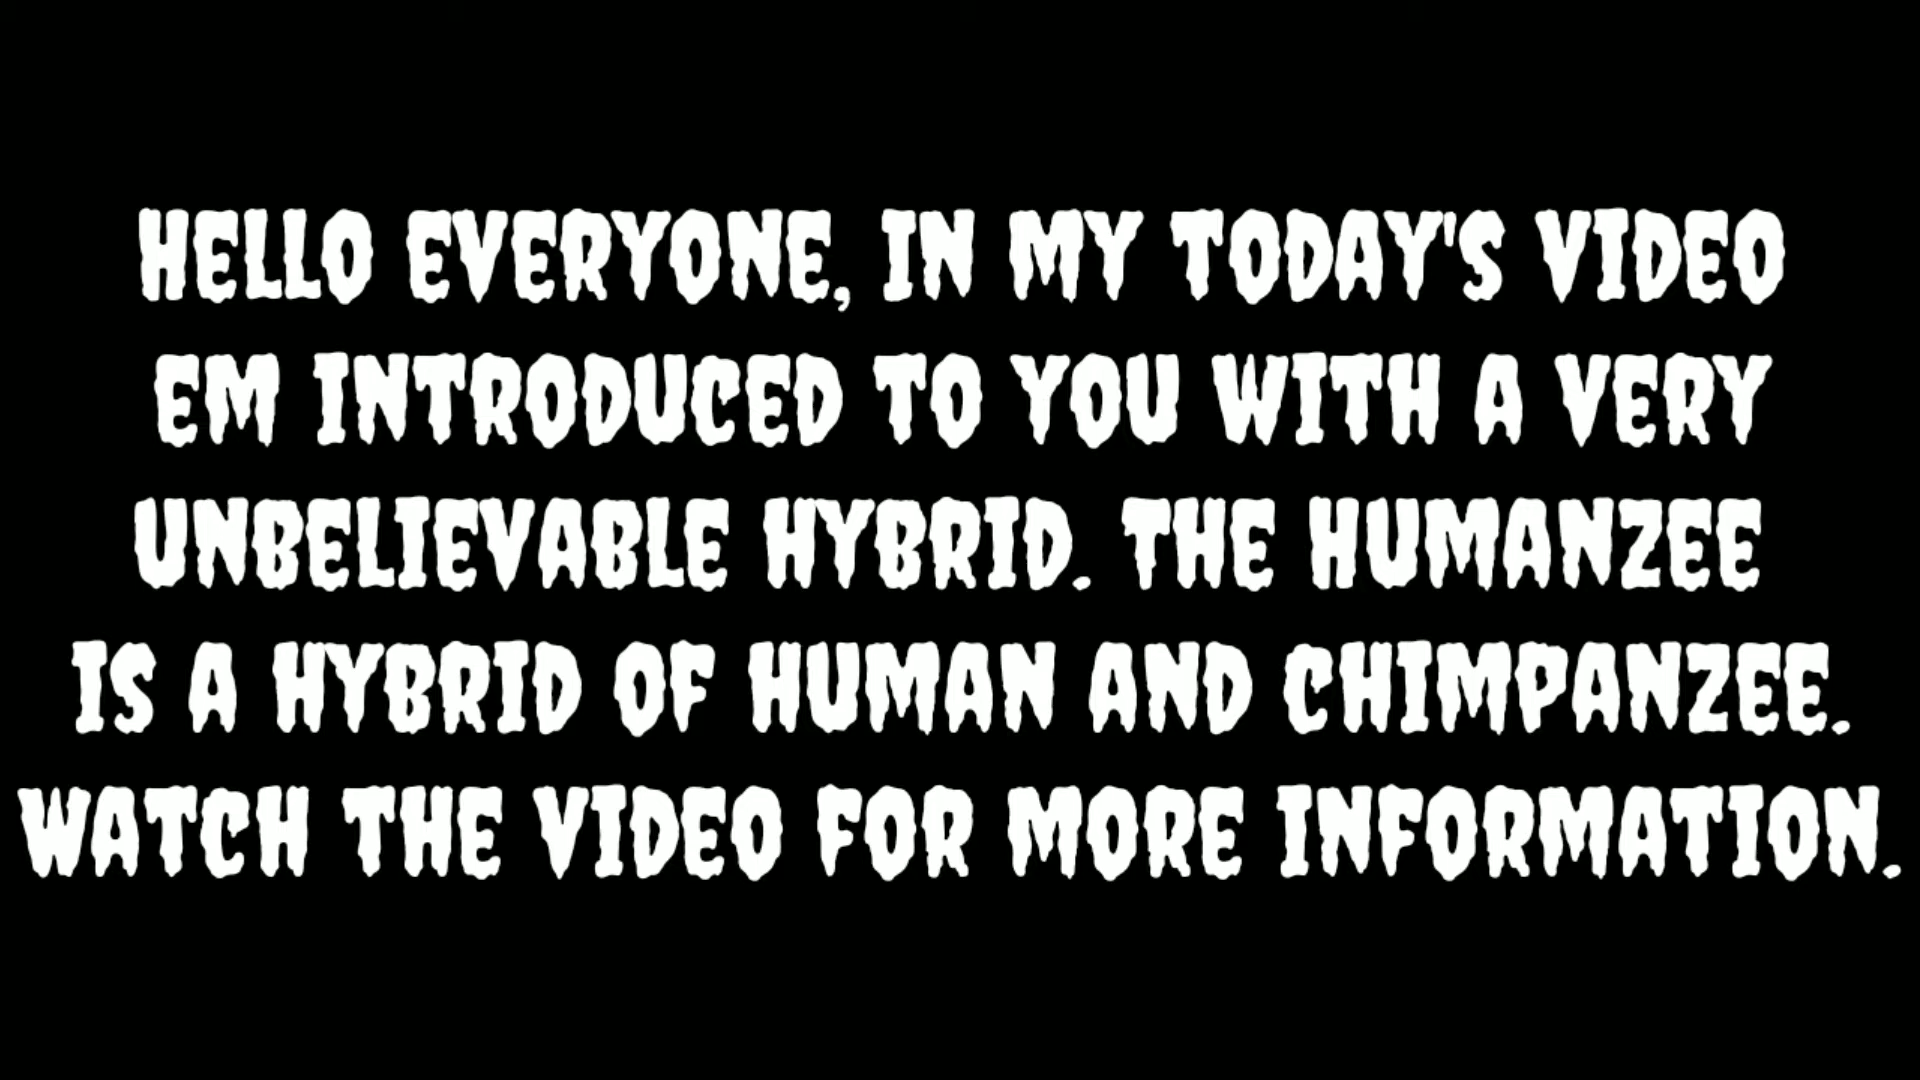 HELLO EVERYONE, IN MY TODAY'S VIDEO
EM INTRODUCED TO YOU WITH A VERY
UNBELIEVABLE HYBRID. THE HUMANZEE
IS A HYBRID OF HUMAN AND CHIMPANZEE.
WATCH THE VIDEO FOR MORE INFORMATION.